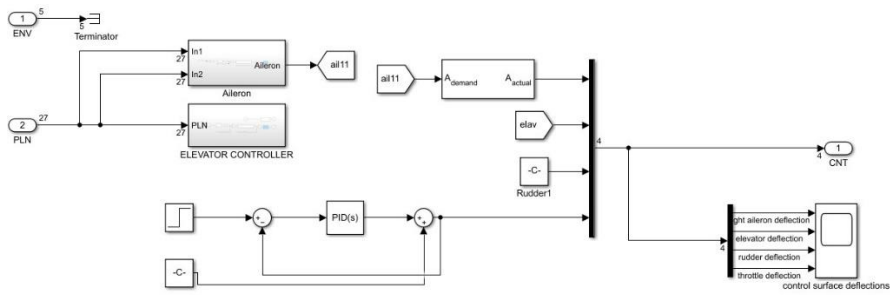 1
5
ENV
5
Terminator
In1
27
In2
27
Aileron
Aileron
ail11
ail11
A demand
A actual
2
27
PLN
PLN
27
ELEVATOR CONTROLLER
elav
-C-
Rudder1
4
1
4
CNT
+
−
PID(s)
+
+
-C-
4
ght aileron deflection
elevator deflection
rudder deflection
throttle deflection
control surface deflections